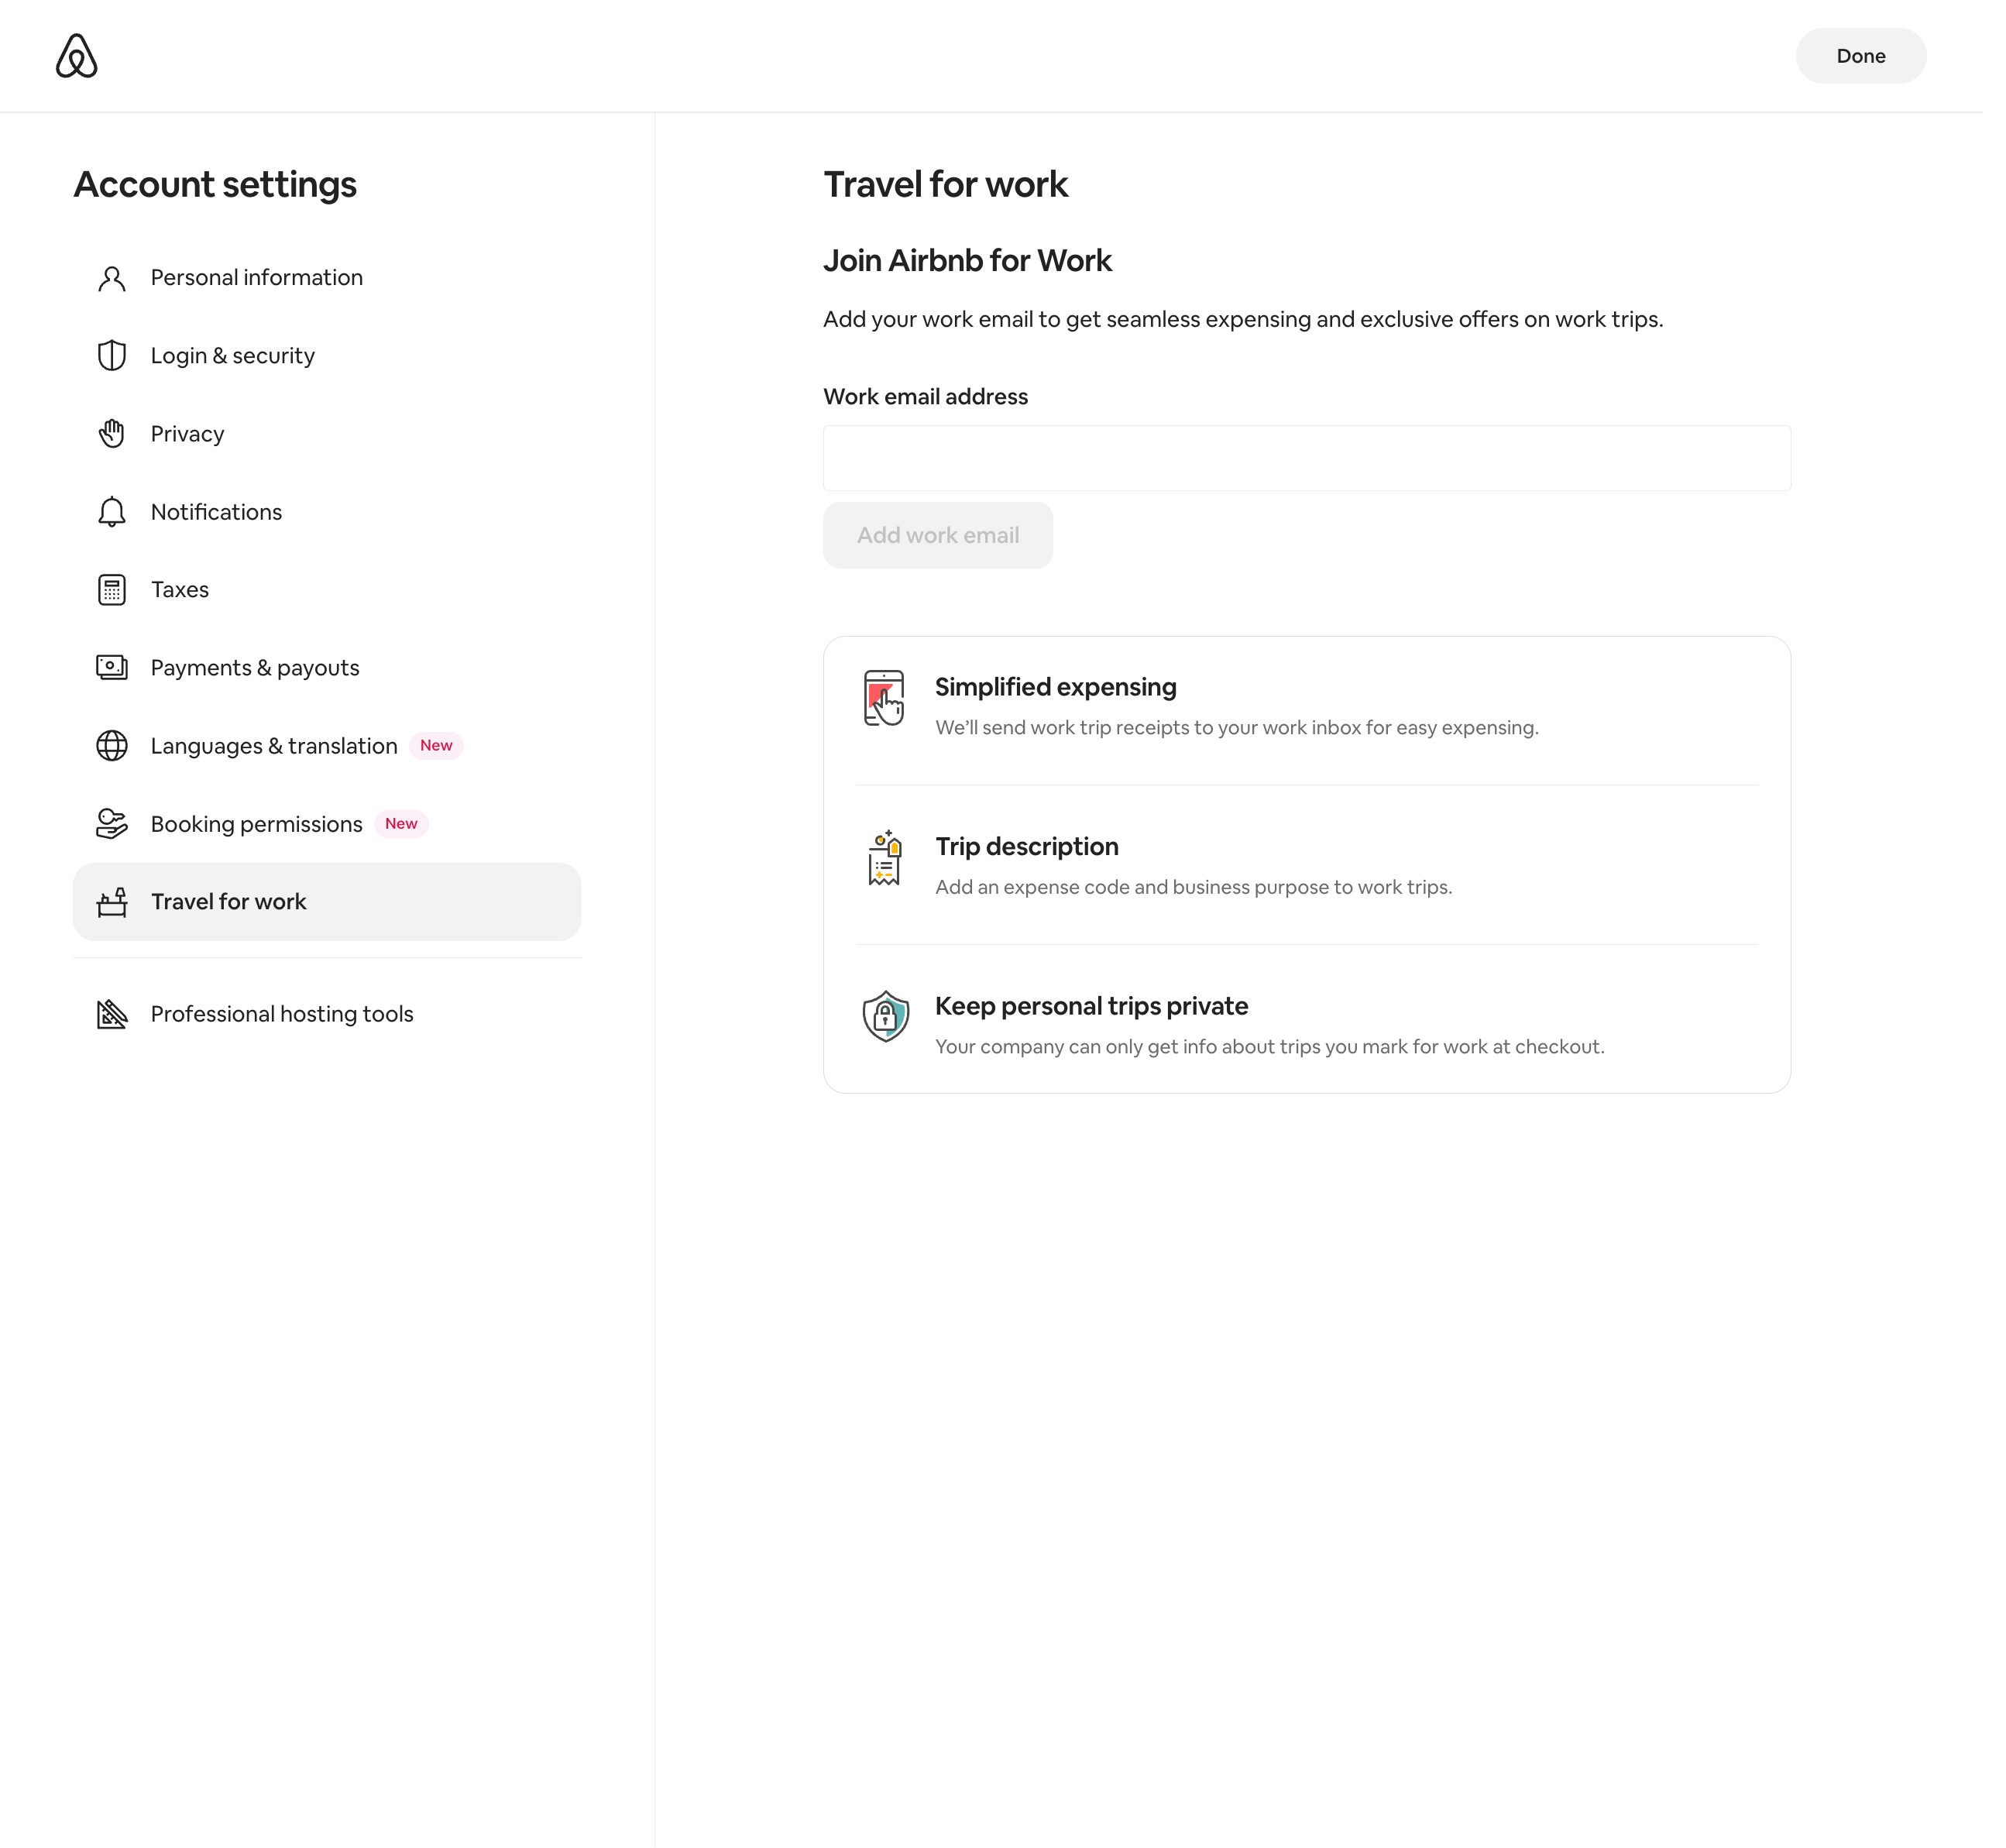 Done
Account settings
Personal information
Login & security
Privacy
Notifications
Taxes
Payments & payouts
Languages & translation New
Booking permissions New
Travel for work
Professional hosting tools
Travel for work
Join Airbnb for Work
Add your work email to get seamless expensing and exclusive offers on work trips.
Work email address
Add work email
Simplified expensing
We’ll send work trip receipts to your work inbox for easy expensing.
Trip description
Add an expense code and business purpose to work trips.
Keep personal trips private
Your company can only get info about trips you mark for work at checkout.